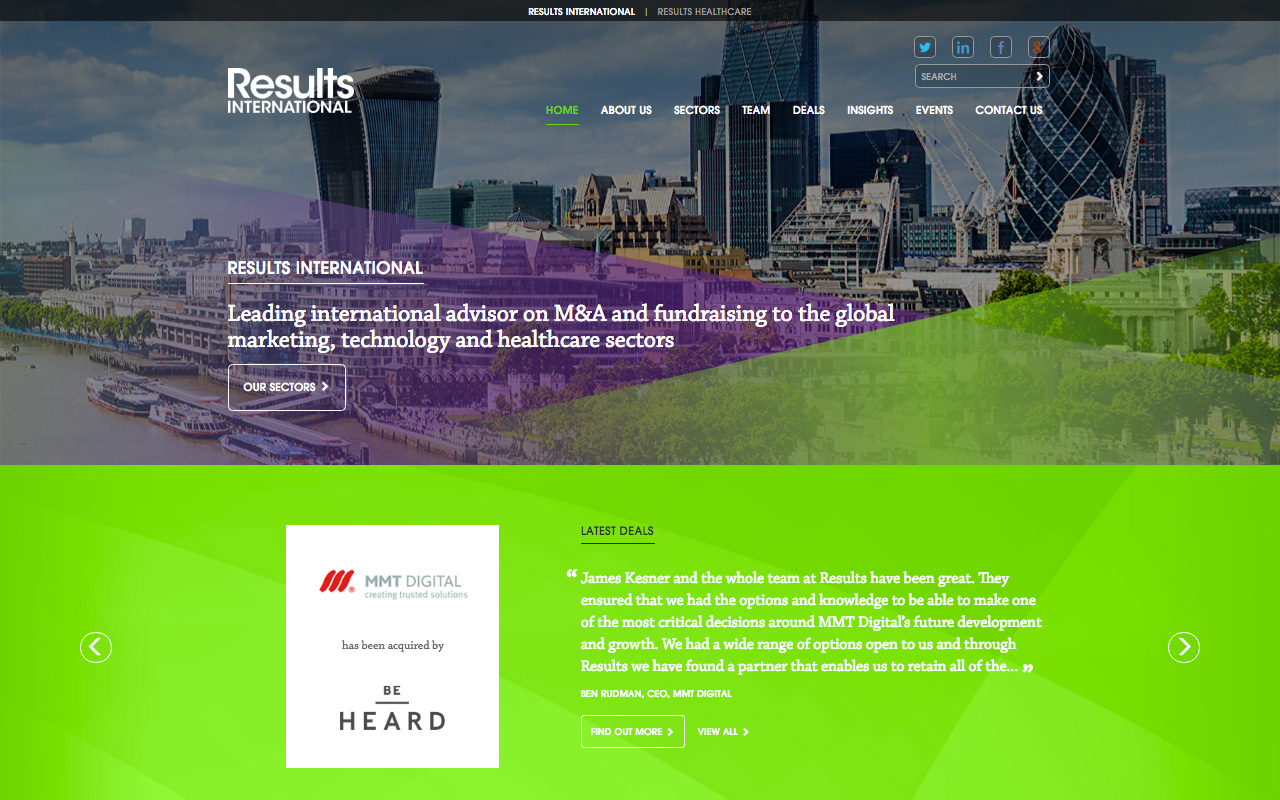 RESULTS INTERNATIONAL | RESULTS HEALTHCARE
Results
INTERNATIONAL
SEARCH
HOME ABOUT US SECTORS TEAM DEALS INSIGHTS EVENTS CONTACT US
RESULTS INTERNATIONAL
Leading international advisor on M&A and fundraising to the global
marketing, technology and healthcare sectors
OUR SECTORS
MMT DIGITAL
creating trusted solutions
has been acquired by
BE
HEARD
LATEST DEALS
“ James Kesner and the whole team at Results have been great. They
ensured that we had the options and knowledge to be able to make one
of the most critical decisions around MMT Digital’s future development
and growth. We had a wide range of options open to us and through
Results we have found a partner that enables us to retain all of the... ”
BEN RUDMAN, CEO, MMT DIGITAL
FIND OUT MORE VIEW ALL